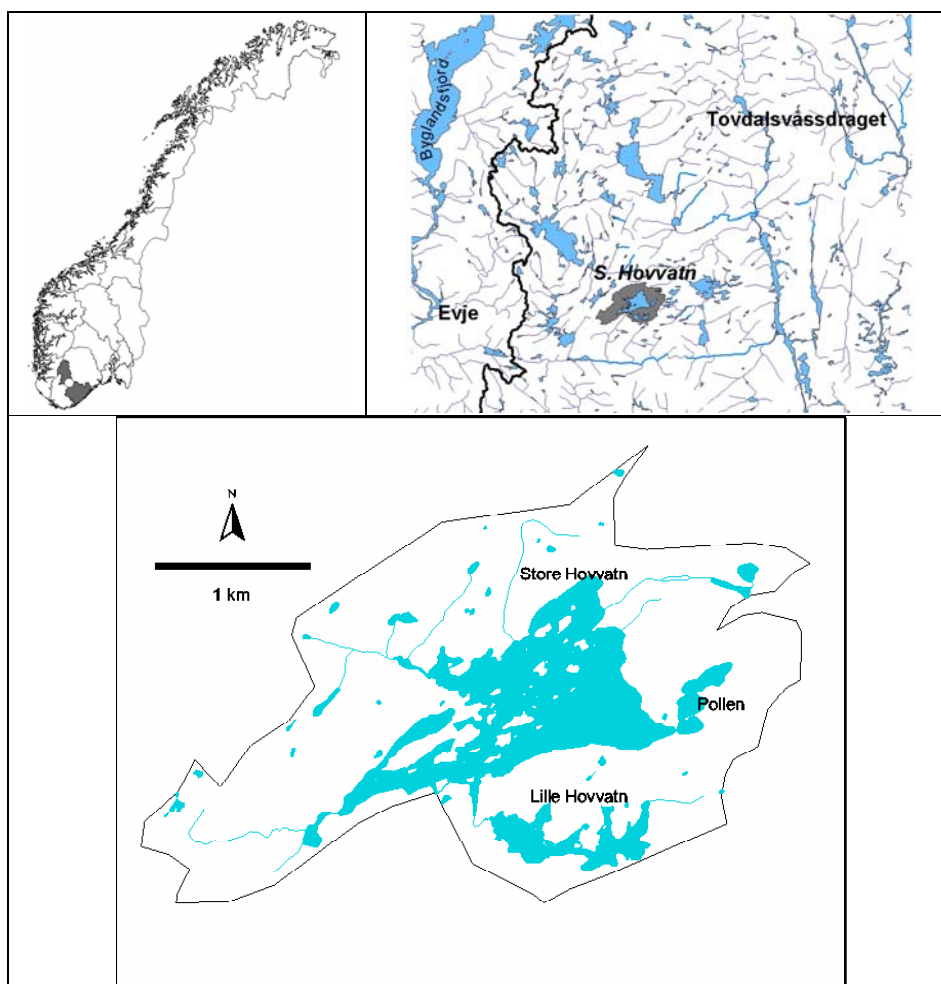 Byglandsfjord
Tovdalsvassdraget
S. Hovvatn
Evje
N
1 km
Store Hovvatn
Pollen
Lille Hovvatn